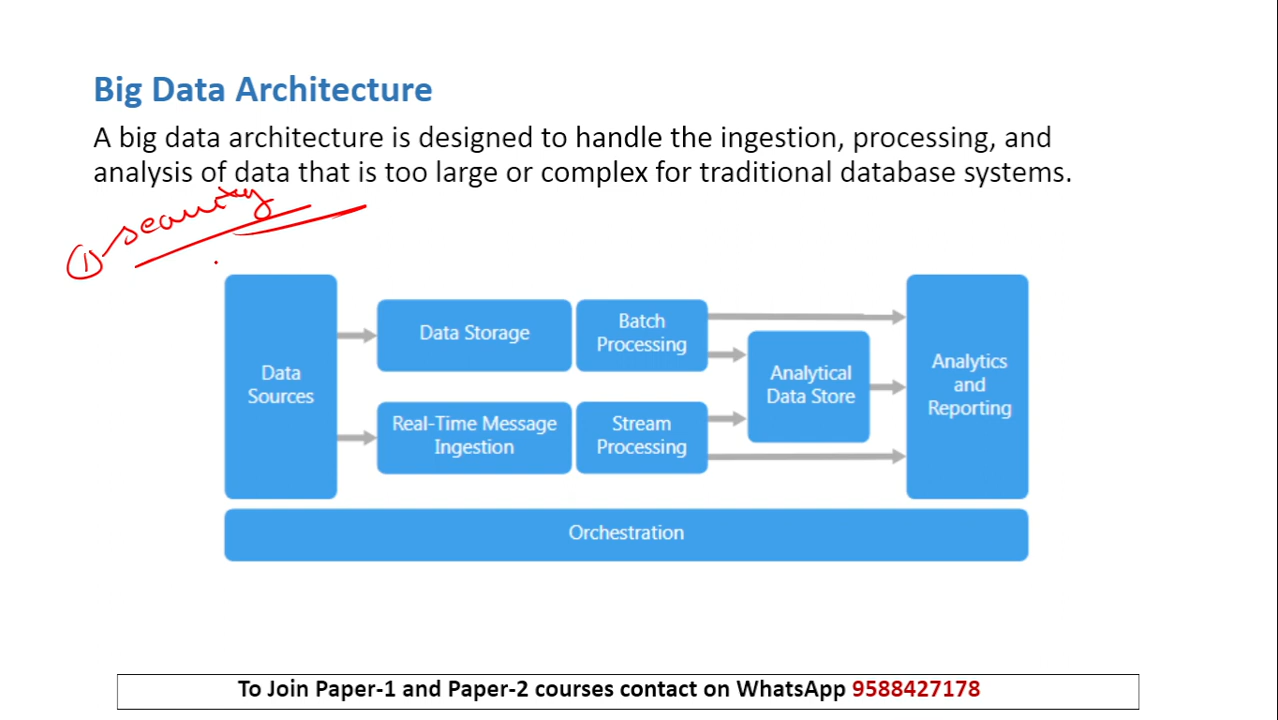 Big Data Architecture
A big data architecture is designed to handle the ingestion, processing, and
analysis of data that is too large or complex for traditional database systems.
① security
Data
Sources
Data Storage
Batch
Processing
Real-Time Message
Ingestion
Stream
Processing
Analytical
Data Store
Analytics
and
Reporting
Orchestration
To Join Paper-1 and Paper-2 courses contact on WhatsApp 9588427178